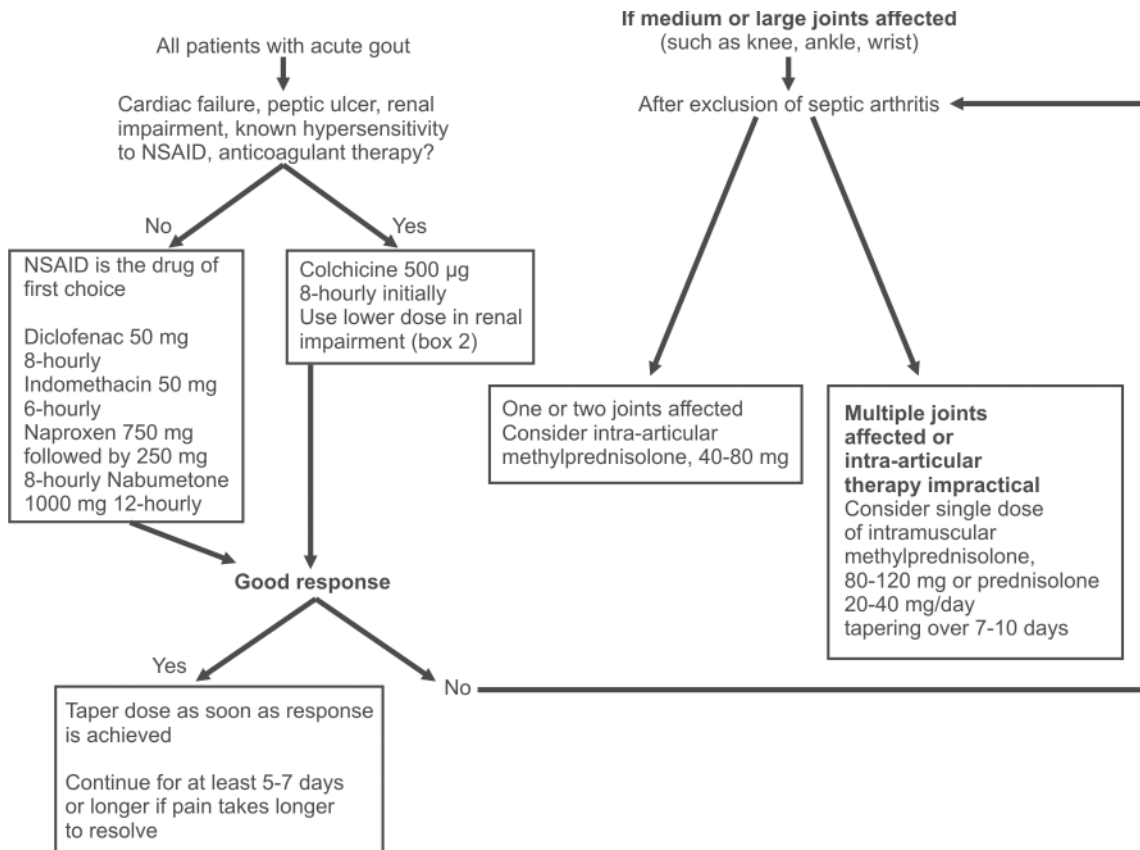 All patients with acute gout
Cardiac failure, peptic ulcer, renal
impairment, known hypersensitivity
to NSAID, anticoagulant therapy?
No
Yes
NSAID is the drug of
first choice
Diclofenac 50 mg
8-hourly
Indomethacin 50 mg
6-hourly
Naproxen 750 mg
followed by 250 mg
8-hourly Nabumetone
1000 mg 12-hourly
Colchicine 500 µg
8-hourly initially
Use lower dose in renal
impairment (box 2)
Good response
Yes
No
Taper dose as soon as response
is achieved
Continue for at least 5-7 days
or longer if pain takes longer
to resolve
If medium or large joints affected
(such as knee, ankle, wrist)
After exclusion of septic arthritis
One or two joints affected
Consider intra-articular
methylprednisolone, 40-80 mg
Multiple joints
affected or
intra-articular
therapy impractical
Consider single dose
of intramuscular
methylprednisolone,
80-120 mg or prednisolone
20-40 mg/day
tapering over 7-10 days